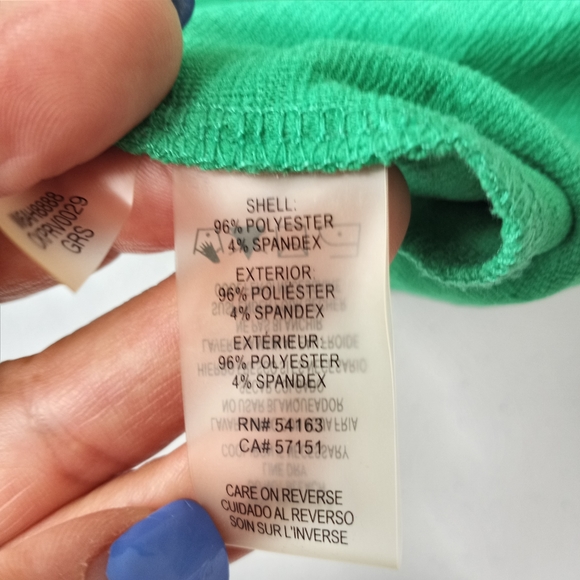 SHELL:
96% POLYESTER
4% SPANDEX
EXTERIOR:
96% POLIÉSTER
4% SPANDEX
EXTÉRIEUR:
96% POLYESTER
4% SPANDEX
RN# 54163
CA# 57151
CARE ON REVERSE
CUIDADO AL REVERSO
SOIN SUR L'INVERSE
GRS